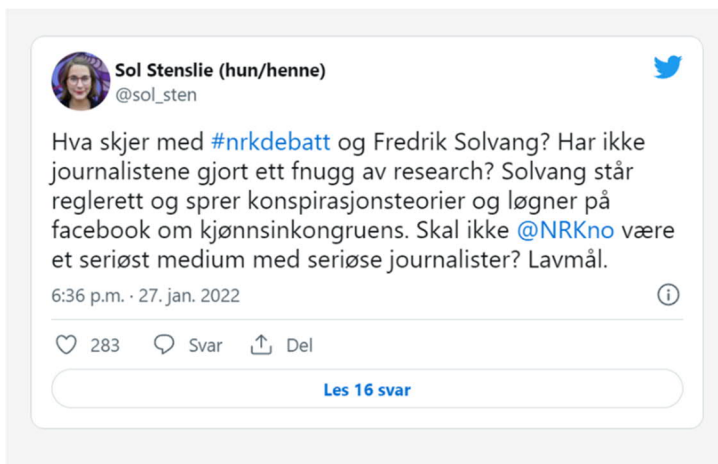 Sol Stenslie (hun/henne)
@sol_sten
Hva skjer med #nrkdebatt og Fredrik Solvang? Har ikke
journalistene gjort ett fnugg av research? Solvang står
reglerett og sprer konspirasjonsteorier og løgner på
facebook om kjønnsinkongruens. Skal ikke @NRKno være
et seriøst medium med seriøse journalister? Lavmål.
6:36 p.m. · 27. jan. 2022
283 Svar Del
Les 16 svar